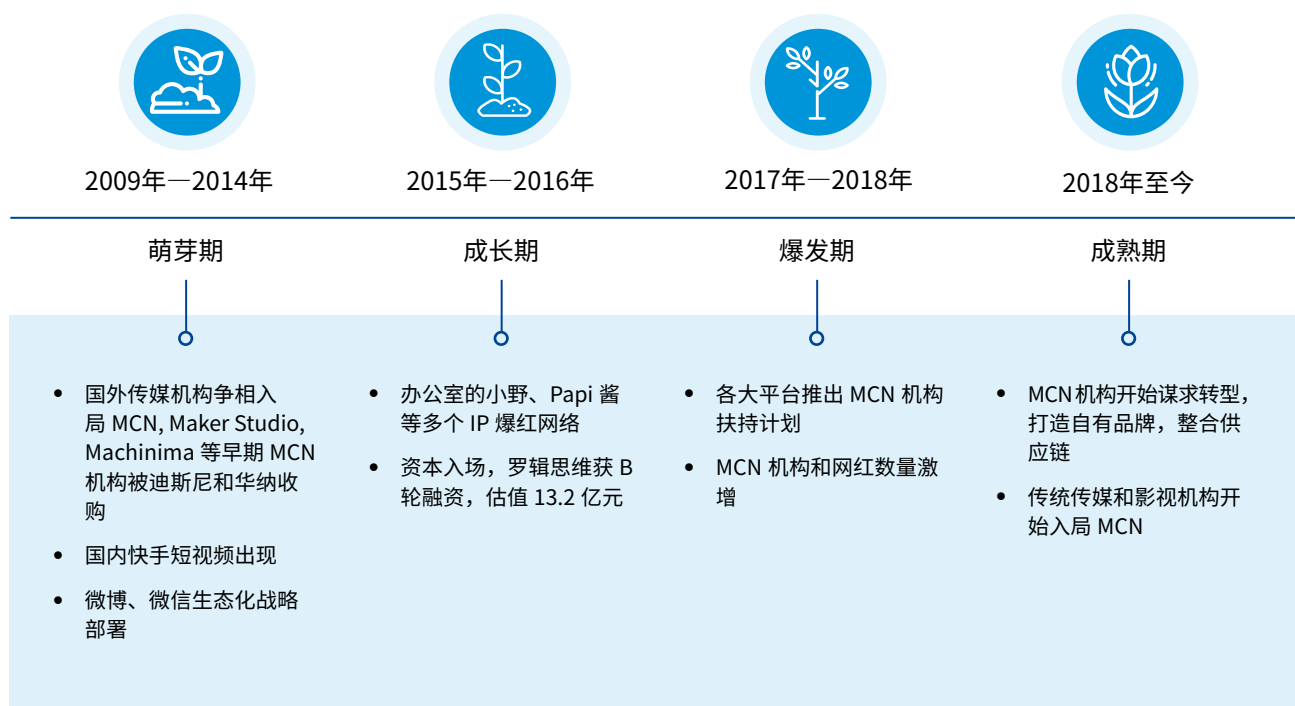 2009年—2014年
2015年—2016年
2017年—2018年
2018年至今
萌芽期
成长期
爆发期
成熟期
• 国外传媒机构争相入
局 MCN, Maker Studio,
Machinima 等早期 MCN
机构被迪斯尼和华纳收
购
• 国内快手短视频出现
• 微博、微信生态化战略
部署
• 办公室的小野、Papi 酱
等多个 IP 爆红网络
• 资本入场，罗辑思维获 B
轮融资，估值 13.2 亿元
• 各大平台推出 MCN 机构
扶持计划
• MCN 机构和网红数量激
增
• MCN机构开始谋求转型，
打造自有品牌，整合供
应链
• 传统传媒和影视机构开
始入局 MCN